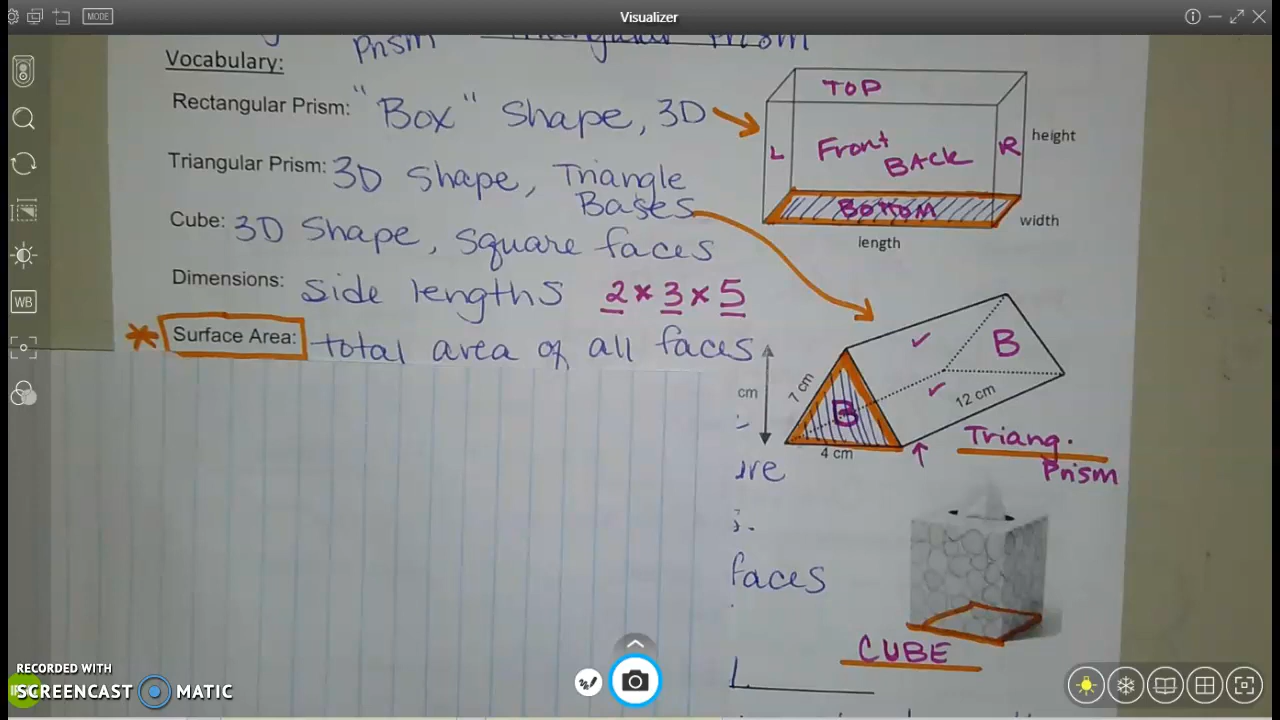 MODE
Visualizer
Prism Triangular Prism
Vocabulary:
Rectangular Prism: "Box" Shape, 3D
Triangular Prism: 3D Shape, Triangle
Bases
Cube: 3D Shape, square faces
Dimensions: side lengths 2 x 3 x 5
* Surface Area: total area of all faces
TOP
L Front BACK R
height
BOTTOM
width
length
B
7 cm
cm
B
12 cm
4 cm
Triang.
Prism
faces
CUBE
WB
RECORDED WITH
SCREENCAST MATIC